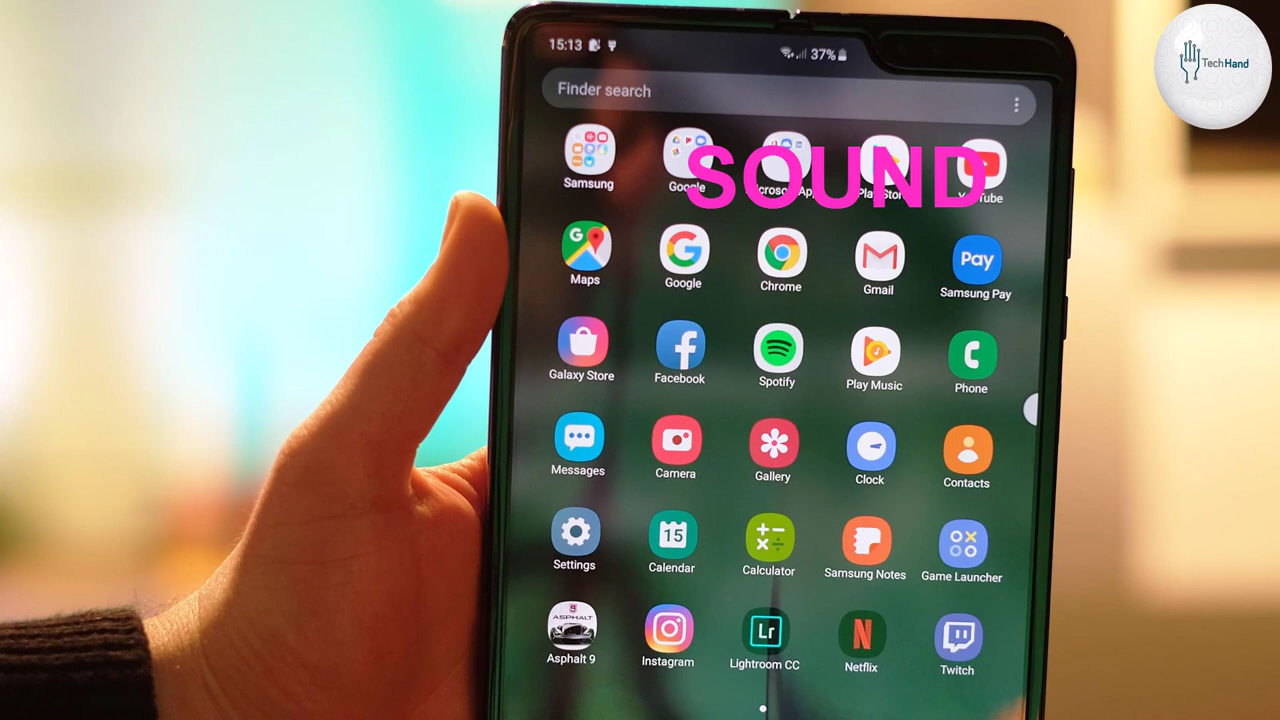 15:13
37%
TechHand
Finder search
SOUND
Samsung
Google
YouTube
Maps
Google
Chrome
Gmail
Pay
Samsung Pay
Galaxy Store
Facebook
Spotify
Play Music
Phone
Messages
Camera
Gallery
Clock
Contacts
15
Settings
Calendar
Calculator
Samsung Notes
Game Launcher
ASPHALT
Lr
N
Asphalt 9
Instagram
Lightroom CC
Netflix
Twitch